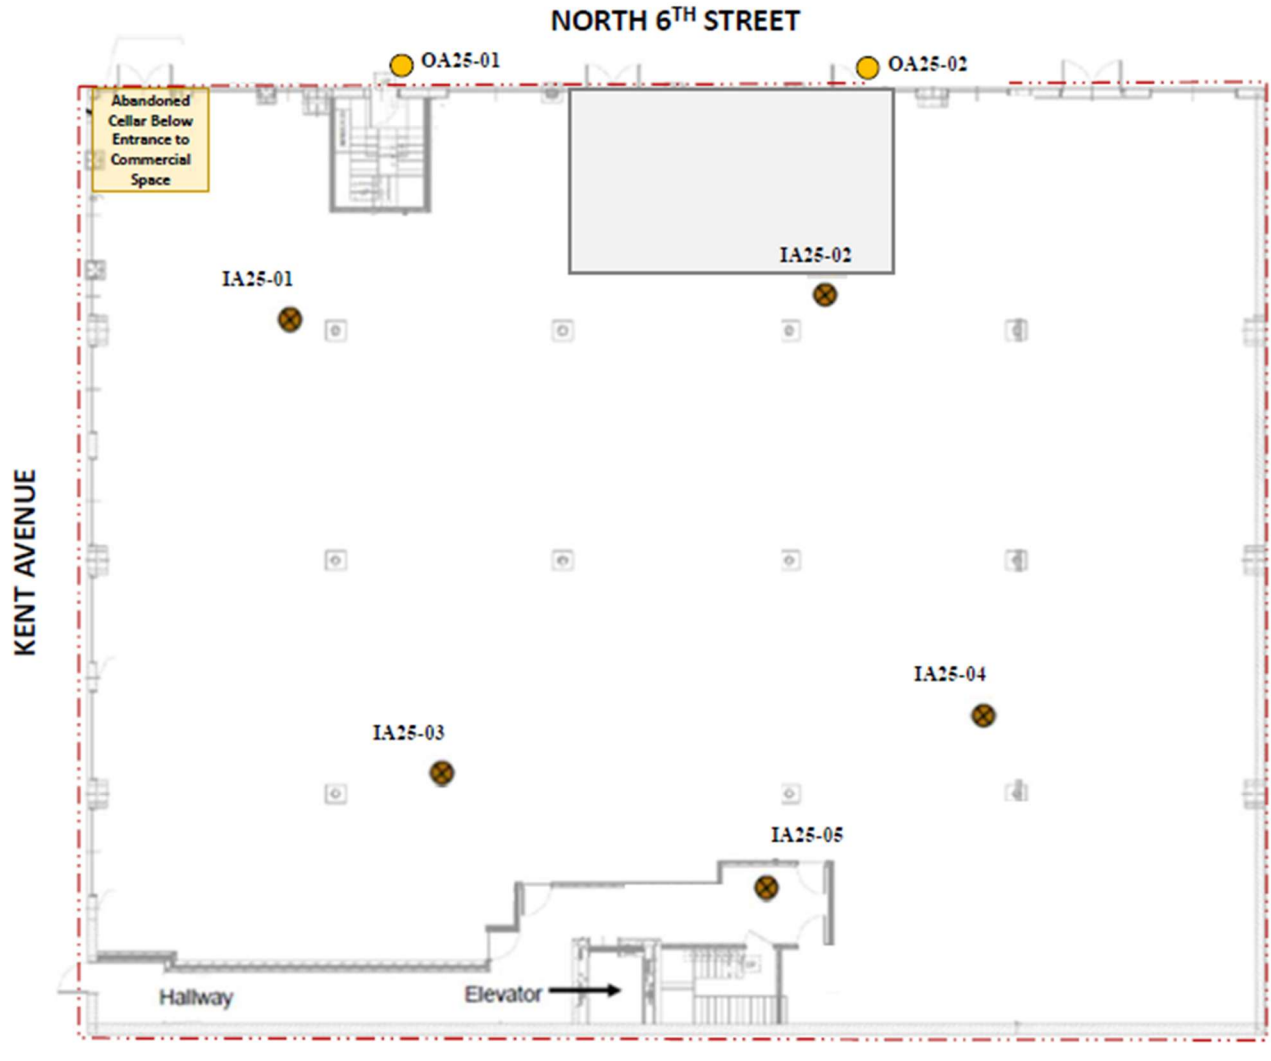 NORTH 6TH STREET
OA25-01
OA25-02
Abandoned
Cellar Below
Entrance to
Commercial
Space
IA25-01
IA25-02
KENT AVENUE
IA25-04
IA25-03
IA25-05
Hallway
Elevator